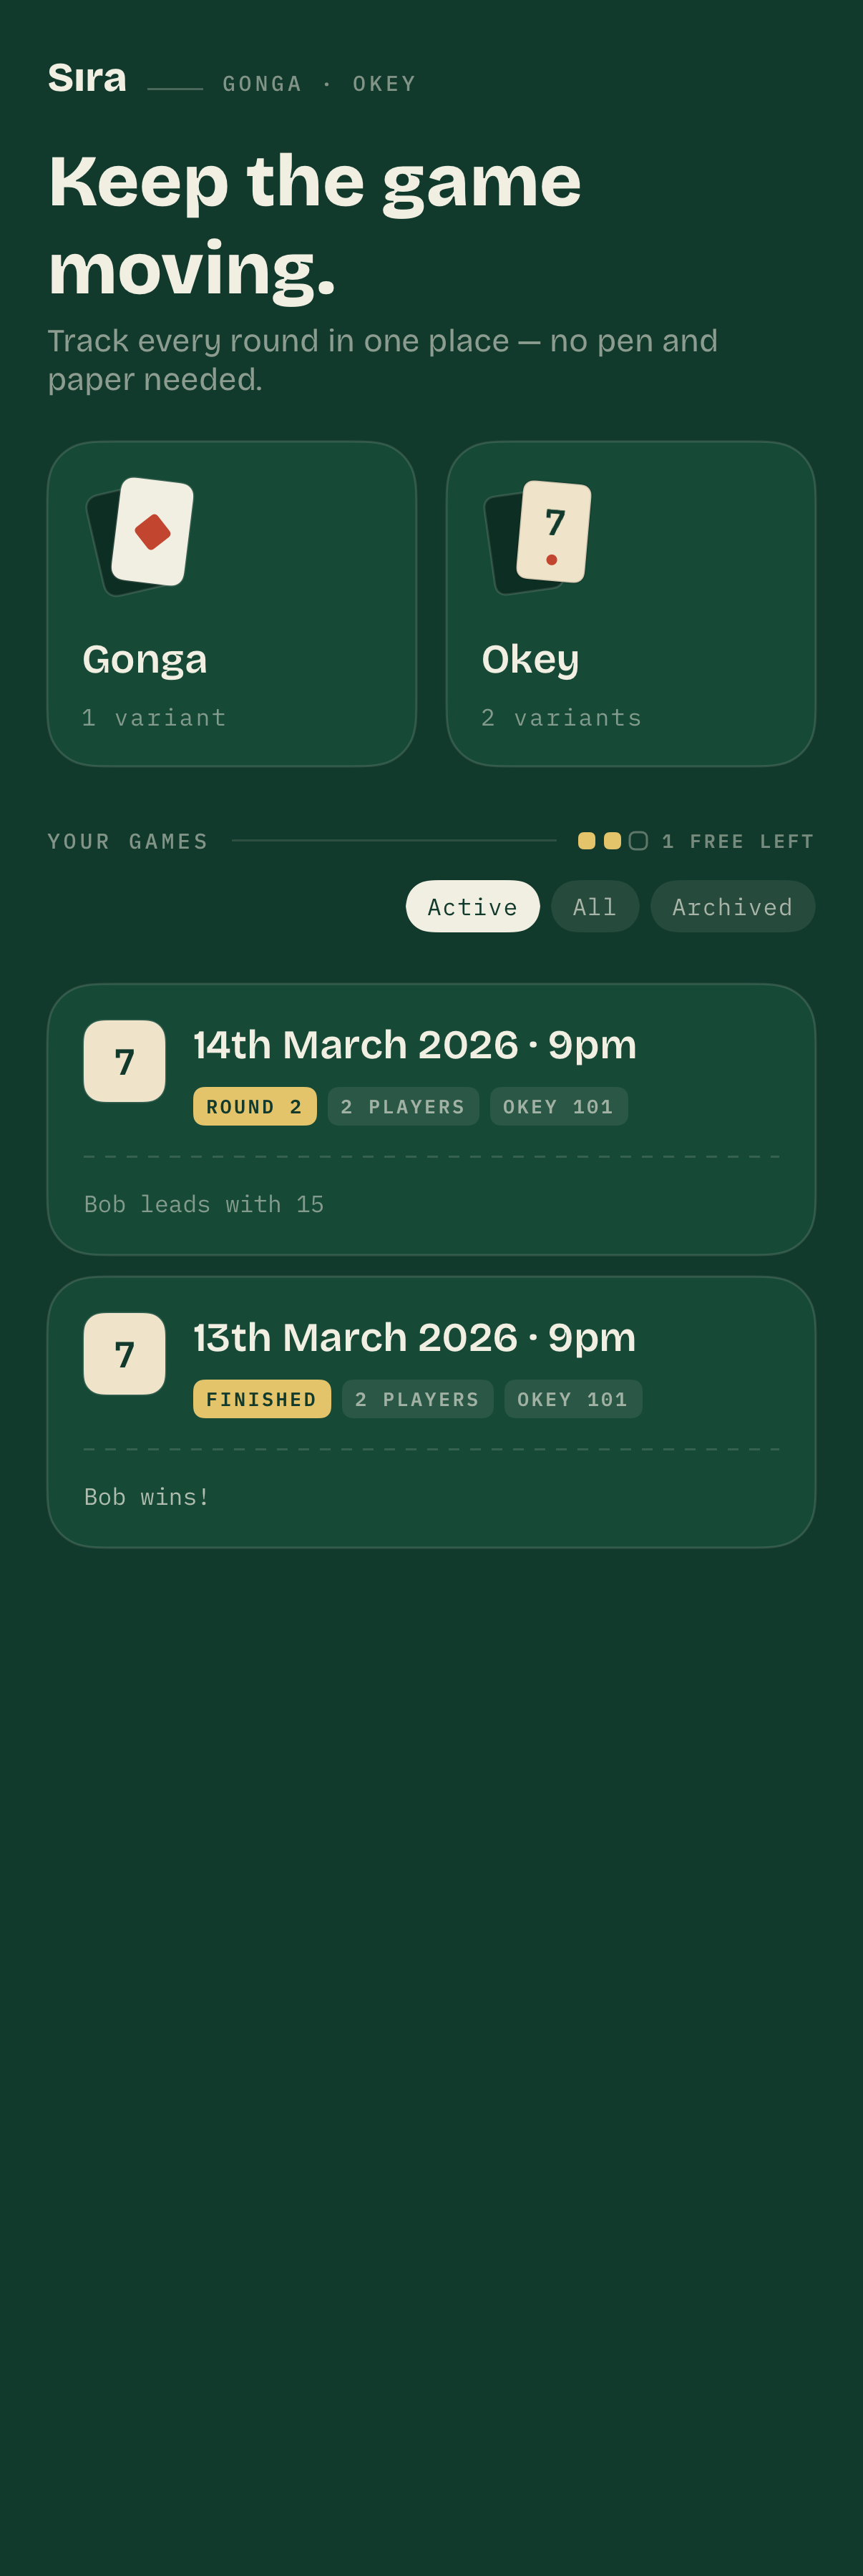 Sıra GONGA · OKEY
Keep the game
moving.
Track every round in one place — no pen and
paper needed.
7
Gonga
1 variant
Okey
2 variants
YOUR GAMES
1 FREE LEFT
Active
All
Archived
7
14th March 2026 · 9pm
ROUND 2
2 PLAYERS
OKEY 101
Bob leads with 15
7
13th March 2026 · 9pm
FINISHED
2 PLAYERS
OKEY 101
Bob wins!